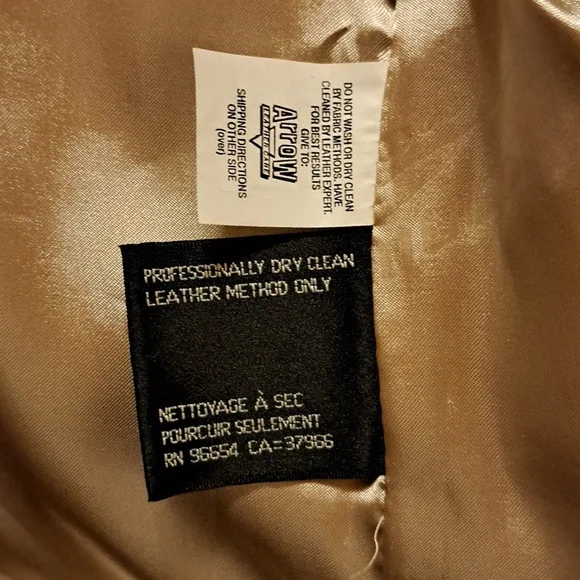 DO NOT WASH OR DRY CLEAN
BY FABRIC METHODS. HAVE
CLEANED BY LEATHER EXPERT.
FOR BEST RESULTS
GIVE TO:
Arrow
LEATHERCARE
SHIPPING DIRECTIONS
ON OTHER SIDE
(over)
PROFESSIONALLY DRY CLEAN
LEATHER METHOD ONLY
NETTOYAGE À SEC
POURCUIR SEULEMENT
RN 96654 CA=37966